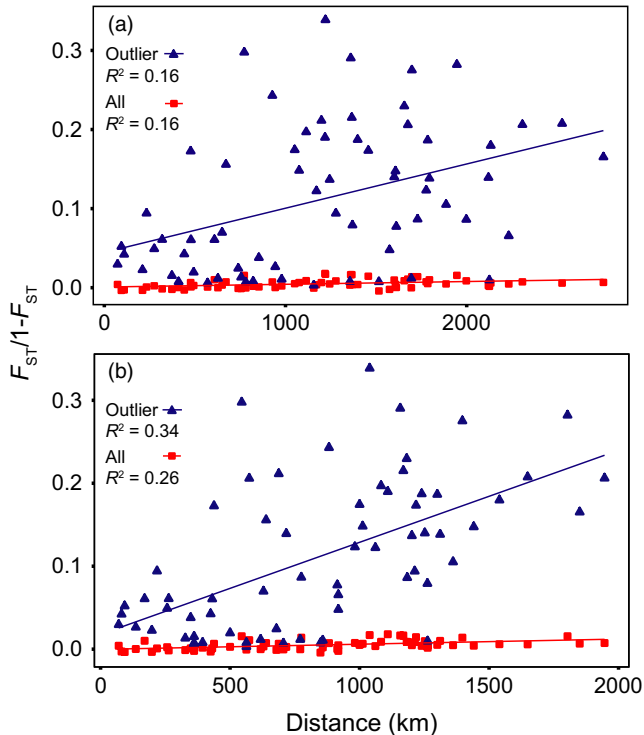 (a)
0.3
Outlier
R² = 0.16
All
R² = 0.16
0.2
0.1
0.0
0 1000 2000
F_ST/1-F_ST
(b)
0.3
Outlier
R² = 0.34
All
R² = 0.26
0.2
0.1
0.0
0 500 1000 1500 2000
Distance (km)